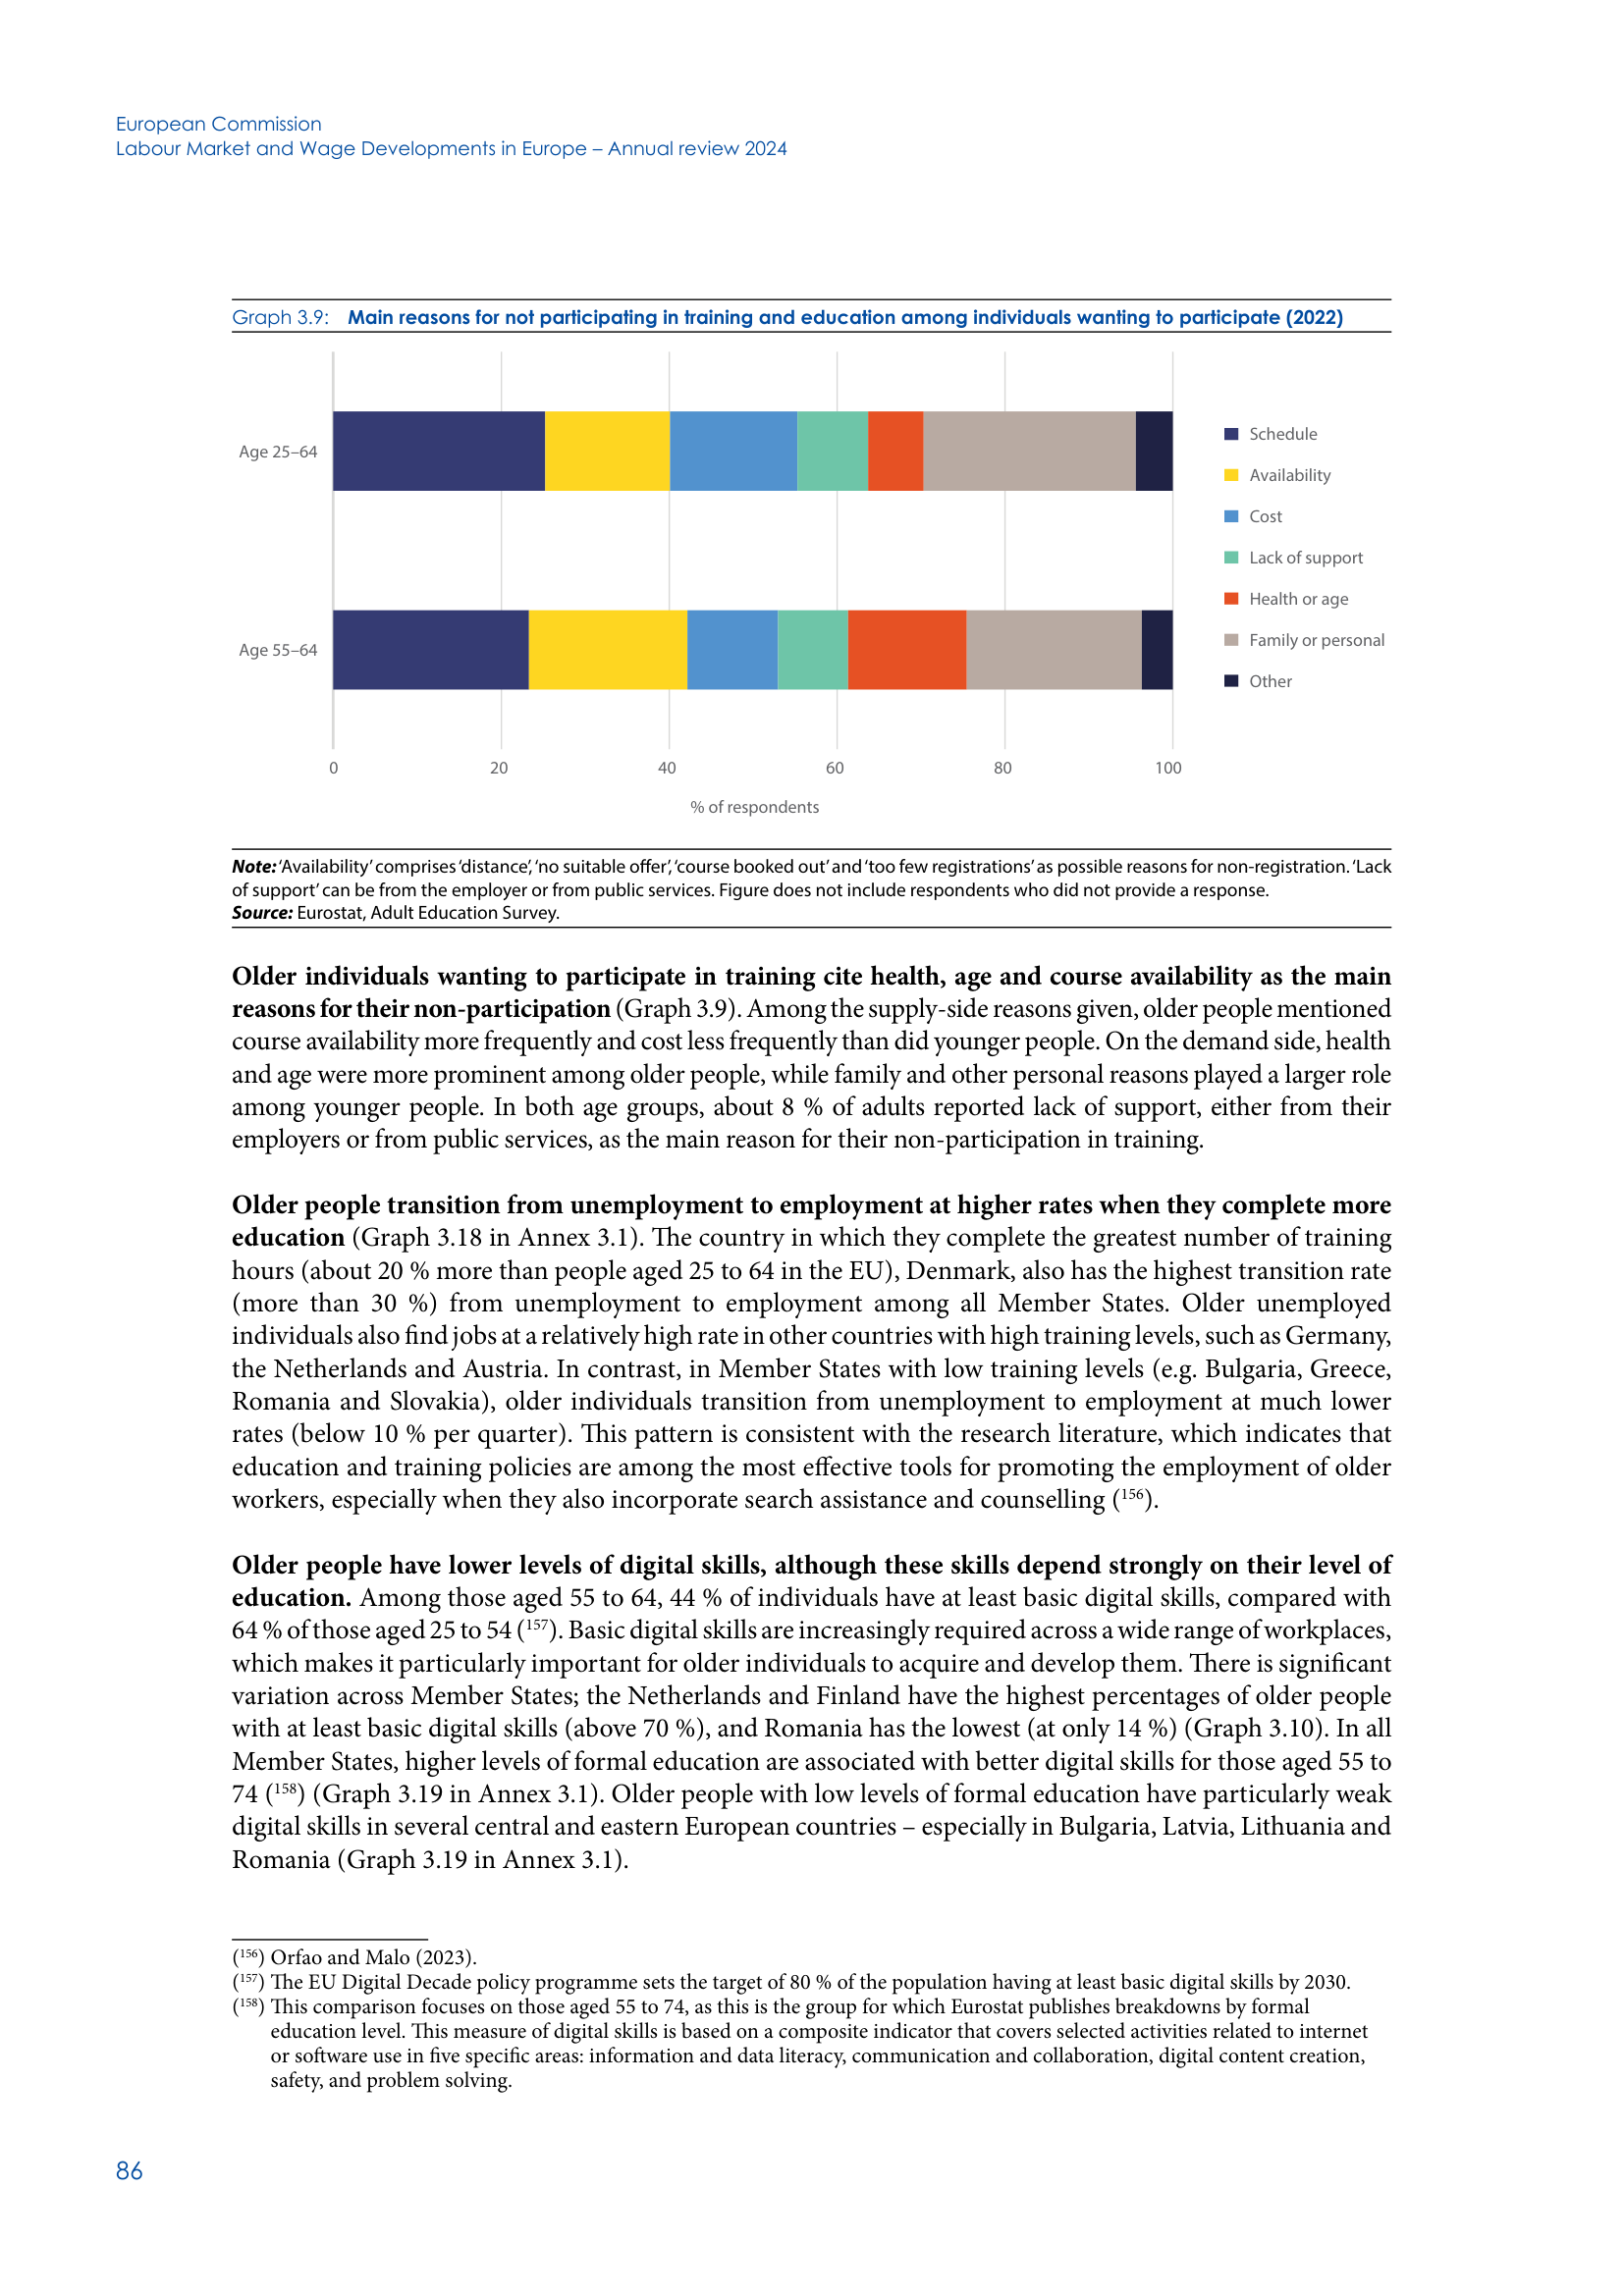 European Commission
Labour Market and Wage Developments in Europe – Annual review 2024
Graph 3.9: Main reasons for not participating in training and education among individuals wanting to participate (2022)
Age 25–64
Age 55–64
Schedule
Availability
Cost
Lack of support
Health or age
Family or personal
Other
0 20 40 60 80 100
% of respondents
Note: ‘Availability’ comprises ‘distance’, ‘no suitable offer’, ‘course booked out’ and ‘too few registrations’ as possible reasons for non-registration. ‘Lack
of support’ can be from the employer or from public services. Figure does not include respondents who did not provide a response.
Source: Eurostat, Adult Education Survey.
Older individuals wanting to participate in training cite health, age and course availability as the main
reasons for their non-participation (Graph 3.9). Among the supply-side reasons given, older people mentioned
course availability more frequently and cost less frequently than did younger people. On the demand side, health
and age were more prominent among older people, while family and other personal reasons played a larger role
among younger people. In both age groups, about 8 % of adults reported lack of support, either from their
employers or from public services, as the main reason for their non-participation in training.
Older people transition from unemployment to employment at higher rates when they complete more
education (Graph 3.18 in Annex 3.1). The country in which they complete the greatest number of training
hours (about 20 % more than people aged 25 to 64 in the EU), Denmark, also has the highest transition rate
(more than 30 %) from unemployment to employment among all Member States. Older unemployed
individuals also find jobs at a relatively high rate in other countries with high training levels, such as Germany,
the Netherlands and Austria. In contrast, in Member States with low training levels (e.g. Bulgaria, Greece,
Romania and Slovakia), older individuals transition from unemployment to employment at much lower
rates (below 10 % per quarter). This pattern is consistent with the research literature, which indicates that
education and training policies are among the most effective tools for promoting the employment of older
workers, especially when they also incorporate search assistance and counselling (156).
Older people have lower levels of digital skills, although these skills depend strongly on their level of
education. Among those aged 55 to 64, 44 % of individuals have at least basic digital skills, compared with
64 % of those aged 25 to 54 (157). Basic digital skills are increasingly required across a wide range of workplaces,
which makes it particularly important for older individuals to acquire and develop them. There is significant
variation across Member States; the Netherlands and Finland have the highest percentages of older people
with at least basic digital skills (above 70 %), and Romania has the lowest (at only 14 %) (Graph 3.10). In all
Member States, higher levels of formal education are associated with better digital skills for those aged 55 to
74 (158) (Graph 3.19 in Annex 3.1). Older people with low levels of formal education have particularly weak
digital skills in several central and eastern European countries – especially in Bulgaria, Latvia, Lithuania and
Romania (Graph 3.19 in Annex 3.1).
(156) Orfao and Malo (2023).
(157) The EU Digital Decade policy programme sets the target of 80 % of the population having at least basic digital skills by 2030.
(158) This comparison focuses on those aged 55 to 74, as this is the group for which Eurostat publishes breakdowns by formal
education level. This measure of digital skills is based on a composite indicator that covers selected activities related to internet
or software use in five specific areas: information and data literacy, communication and collaboration, digital content creation,
safety, and problem solving.
86